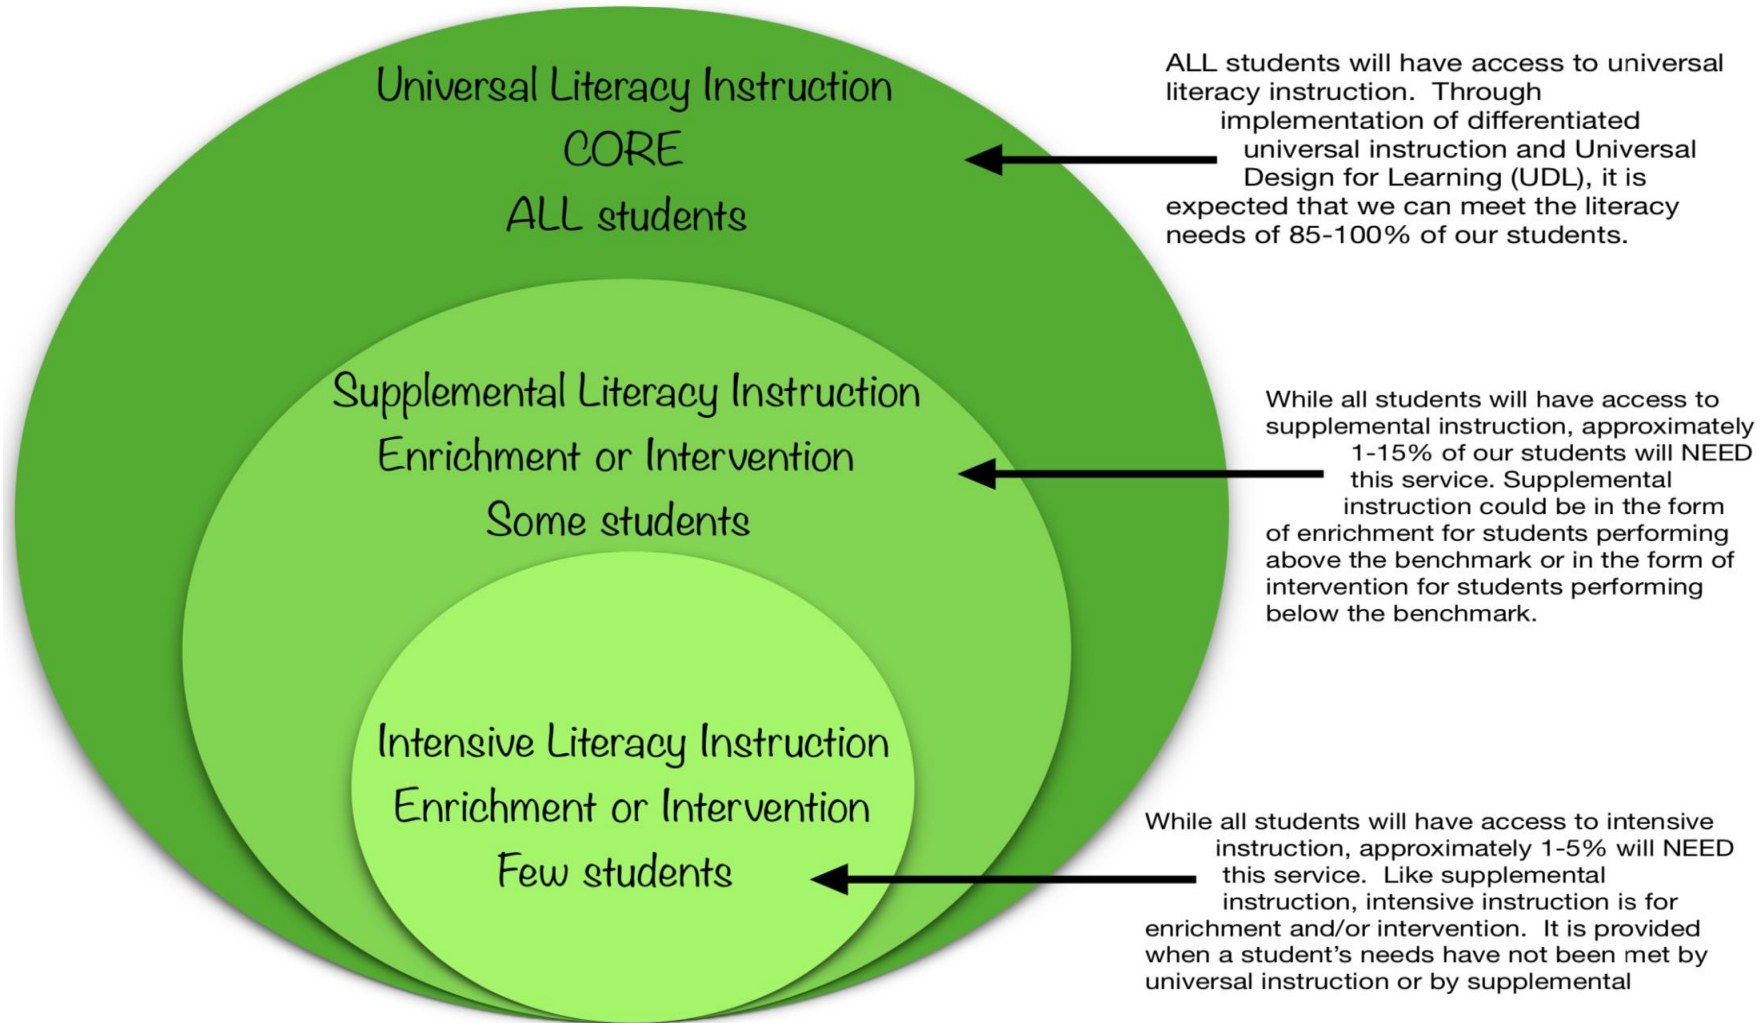 Universal Literacy Instruction
CORE
ALL students
ALL students will have access to universal
literacy instruction.  Through
implementation of differentiated
universal instruction and Universal
Design for Learning (UDL), it is
expected that we can meet the literacy
needs of 85-100% of our students.
Supplemental Literacy Instruction
Enrichment or Intervention
Some students
While all students will have access to
supplemental instruction, approximately
1-15% of our students will NEED
this service. Supplemental
instruction could be in the form
of enrichment for students performing
above the benchmark or in the form of
intervention for students performing
below the benchmark.
Intensive Literacy Instruction
Enrichment or Intervention
Few students
While all students will have access to intensive
instruction, approximately 1-5% will NEED
this service.  Like supplemental
instruction, intensive instruction is for
enrichment and/or intervention.  It is provided
when a student's needs have not been met by
universal instruction or by supplemental